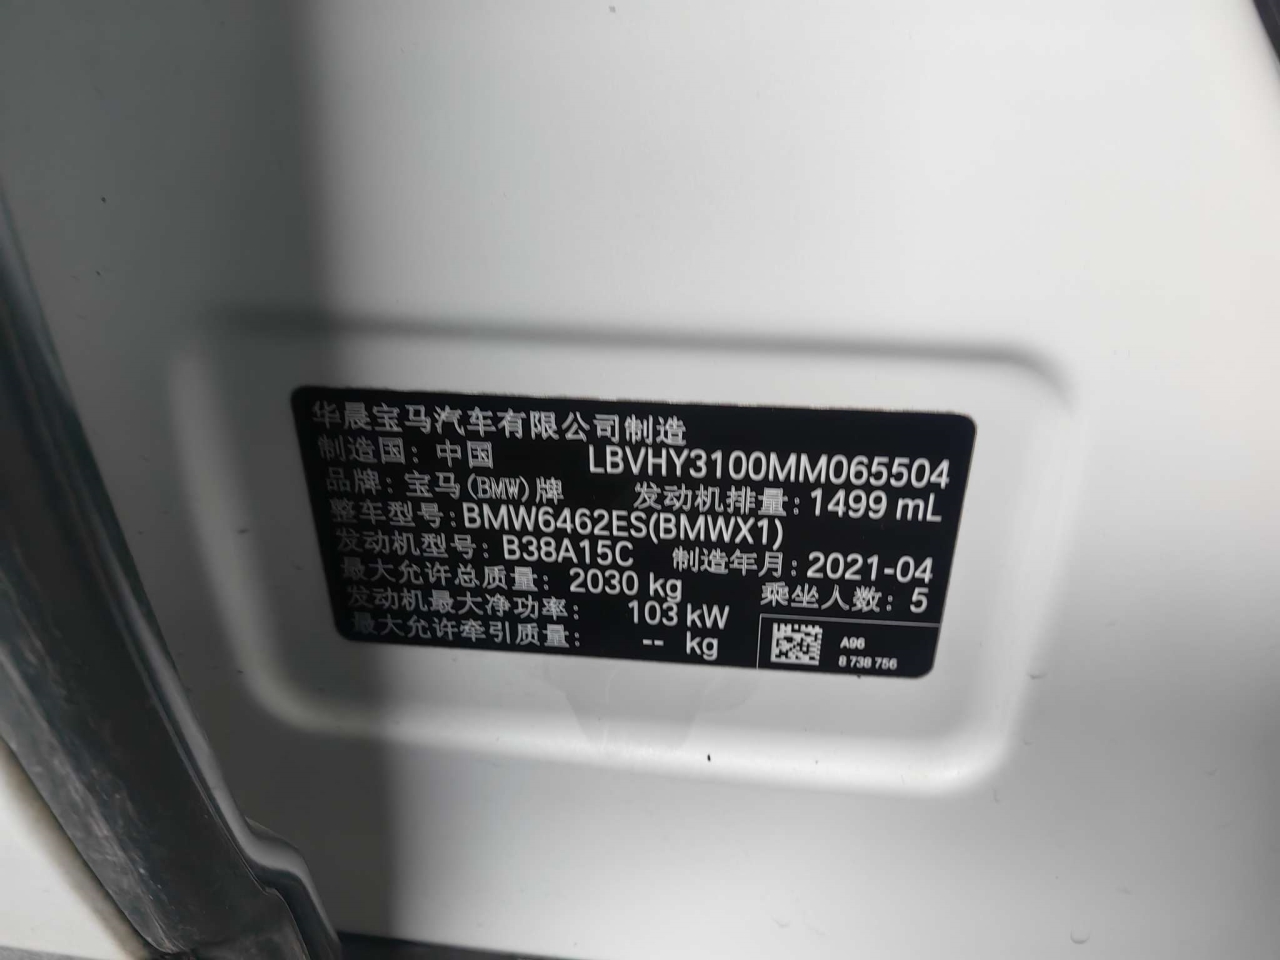 华晨宝马汽车有限公司制造
制造国：中国 LBVHY3100MM065504
品牌：宝马(BMW)牌 发动机排量：1499 mL
整车型号：BMW6462ES(BMWX1)
发动机型号：B38A15C 制造年月：2021-04
最大允许总质量：2030 kg 乘坐人数：5
发动机最大净功率： 103 kW
最大允许牵引质量： -- kg
A96
8 738 756